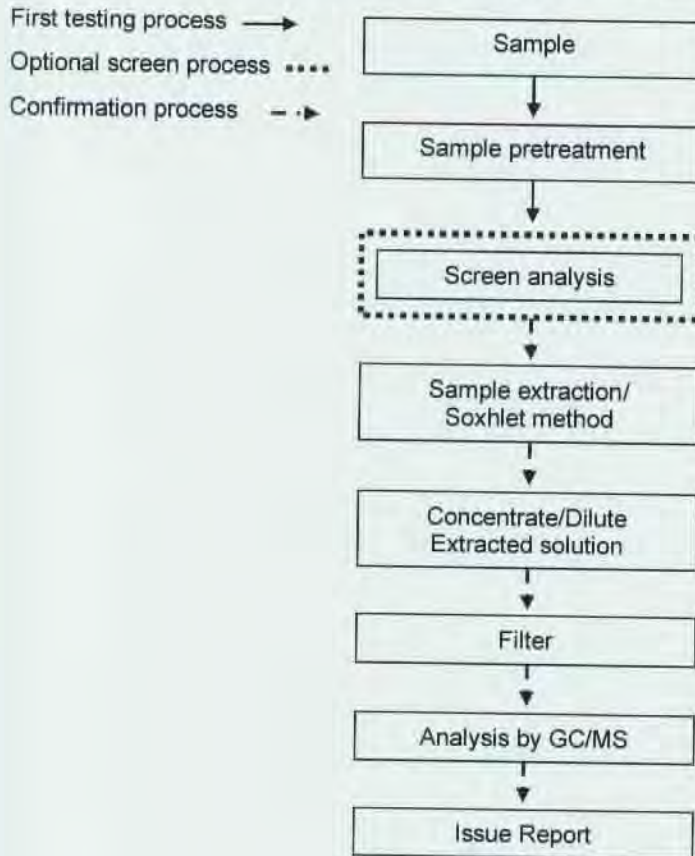 First testing process
Optional screen process
Confirmation process
Sample
Sample pretreatment
Screen analysis
Sample extraction/
Soxhlet method
Concentrate/Dilute
Extracted solution
Filter
Analysis by GC/MS
Issue Report